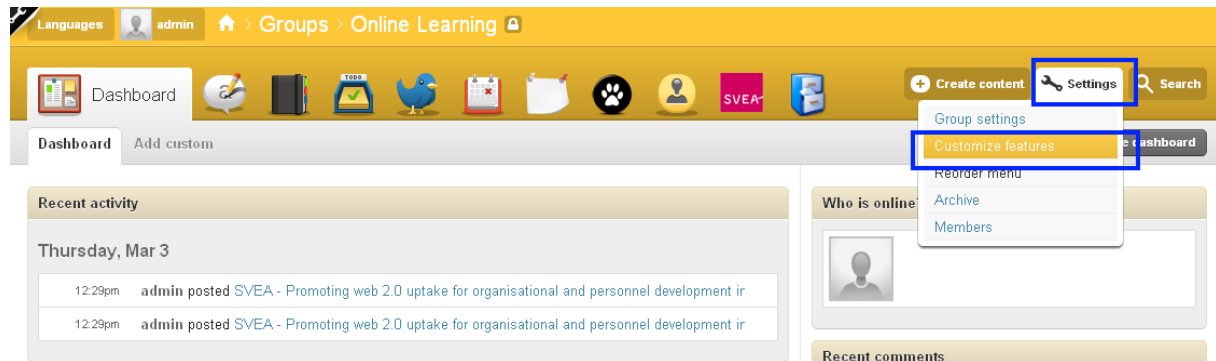 Languages admin > Groups > Online Learning
TODO
Dashboard SVEA Create content Settings Search
Group settings
Dashboard Add custom Customize features e dashboard
Reorder menu
Recent activity Who is online? Archive
Members
Thursday, Mar 3
12:29pm admin posted SVEA - Promoting web 2.0 uptake for organisational and personnel development ir
12:29pm admin posted SVEA - Promoting web 2.0 uptake for organisational and personnel development ir
Recent comments